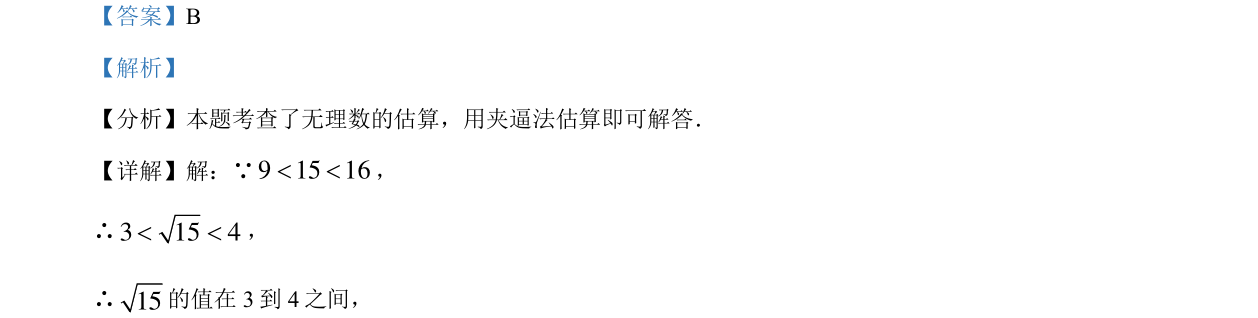 【答案】B
【解析】
【分析】本题考查了无理数的估算，用夹逼法估算即可解答．
【详解】解：∵9<15<16，
∴3<√15<4，
∴√15的值在 3 到 4 之间，